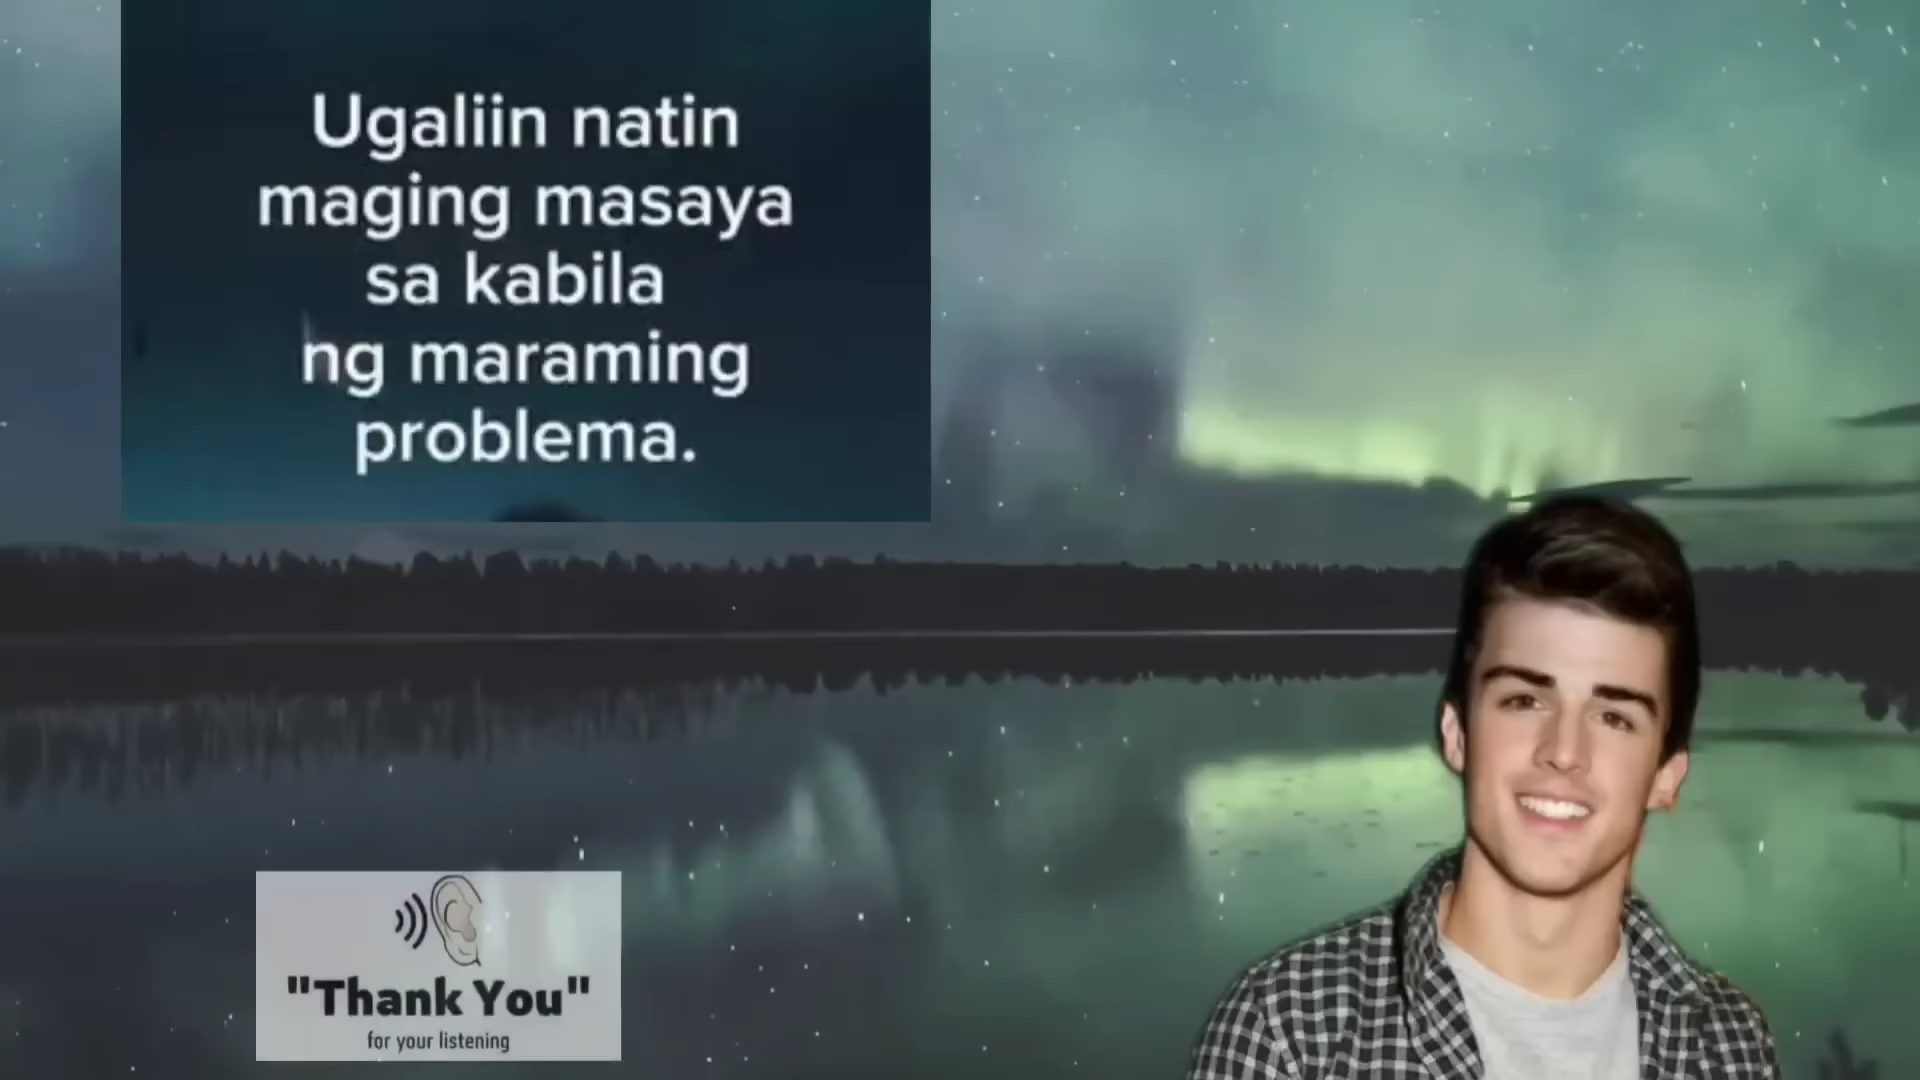 Ugaliin natin
maging masaya
sa kabila
ng maraming
problema.
"Thank You"
for your listening